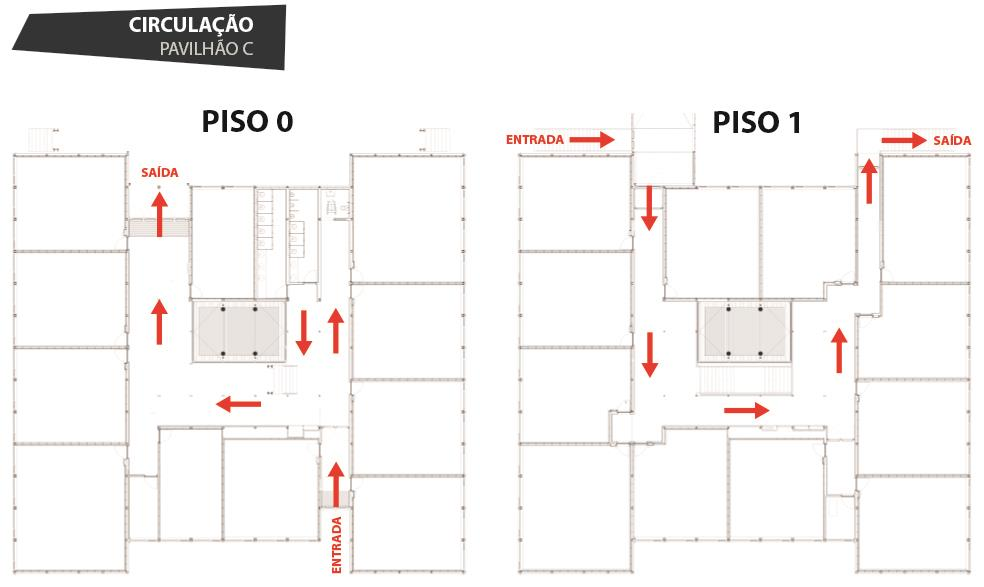 CIRCULAÇÃO
PAVILHÃO C
PISO 0
SAÍDA
ENTRADA
PISO 1
ENTRADA
SAÍDA